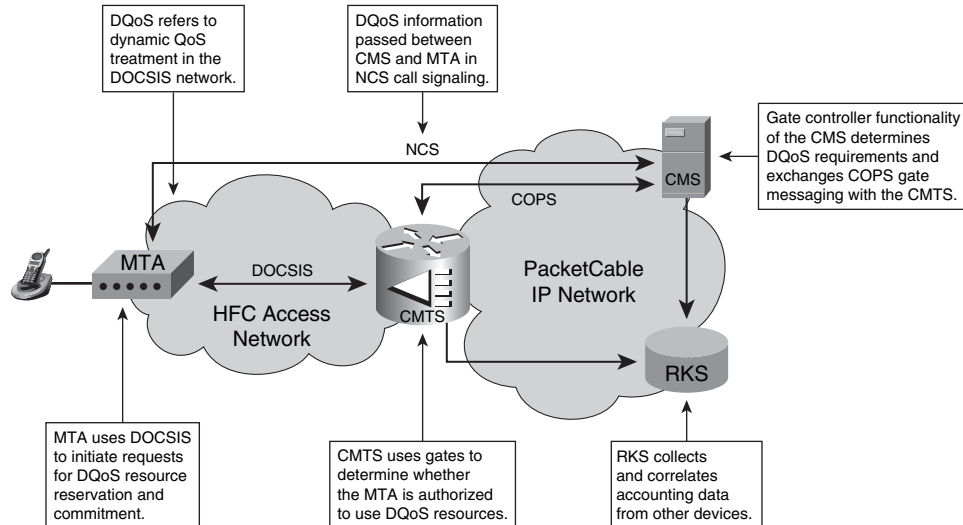 DQoS refers to
dynamic QoS
treatment in the
DOCSIS network.
DQoS information
passed between
CMS and MTA in
NCS call signaling.
Gate controller functionality
of the CMS determines
DQoS requirements and
exchanges COPS gate
messaging with the CMTS.
NCS
CMS
COPS
MTA
DOCSIS
HFC Access
Network
CMTS
PacketCable
IP Network
RKS
MTA uses DOCSIS
to initiate requests
for DQoS resource
reservation and
commitment.
CMTS uses gates to
determine whether
the MTA is authorized
to use DQoS resources.
RKS collects
and correlates
accounting data
from other devices.